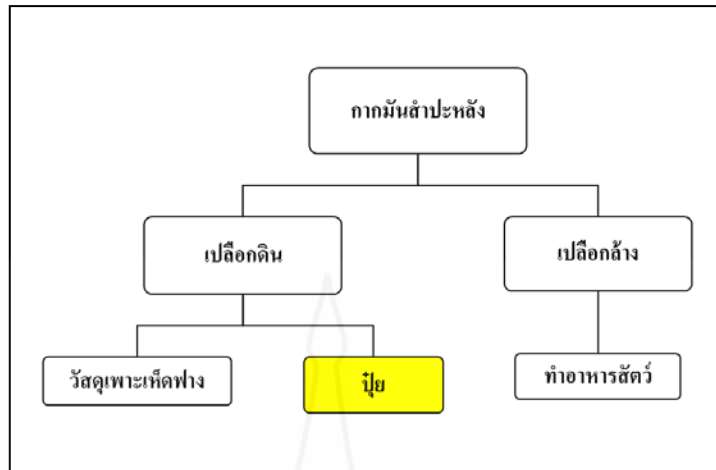 กากมันสำปะหลัง
เปลือกดิน
เปลือกล้าง
วัสดุเพาะเห็ดฟาง
ปุ๋ย
ทำอาหารสัตว์